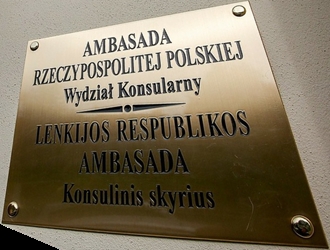 AMBASADA
RZECZYPOSPOLITEJ POLSKIEJ
Wydział Konsularny
LENKIJOS RESPUBLIKOS
AMBASADA
Konsulinis skyrius